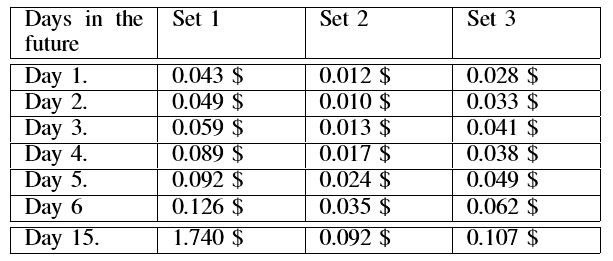 Days in the future Set 1 Set 2 Set 3
Day 1. 0.043 $ 0.012 $ 0.028 $
Day 2. 0.049 $ 0.010 $ 0.033 $
Day 3. 0.059 $ 0.013 $ 0.041 $
Day 4. 0.089 $ 0.017 $ 0.038 $
Day 5. 0.092 $ 0.024 $ 0.049 $
Day 6 0.126 $ 0.035 $ 0.062 $
Day 15. 1.740 $ 0.092 $ 0.107 $